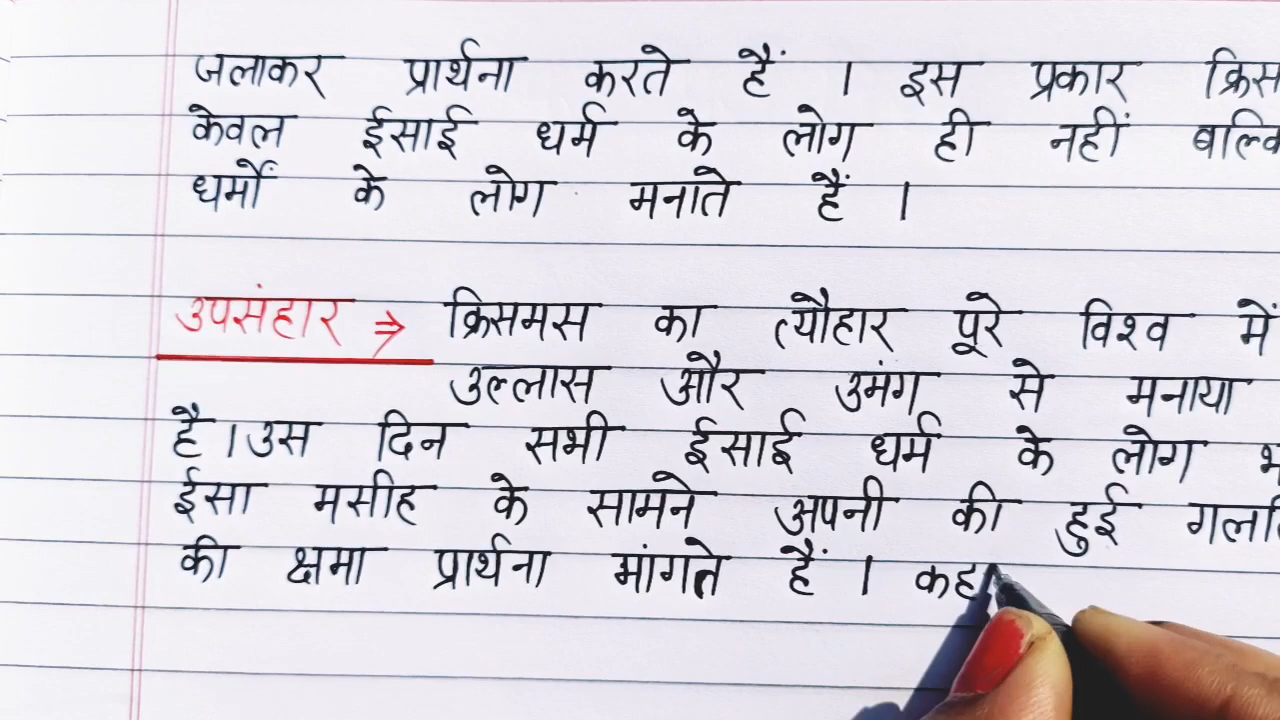 जलाकर प्रार्थना करते हैं । इस प्रकार
केवल ईसाई धर्म के लोग ही नहीं
धर्मों के लोग मनाते हैं ।
उपसंहार ⇒ क्रिसमस का त्यौहार पूरे विश्व में
उल्लास और उमंग से मनाया
है । उस दिन सभी ईसाई धर्म के लोग
ईसा मसीह के सामने अपनी की हुई
की क्षमा प्रार्थना मांगते हैं । कह